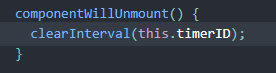 componentWillUnmount() {
  clearInterval(this.timerID);
}